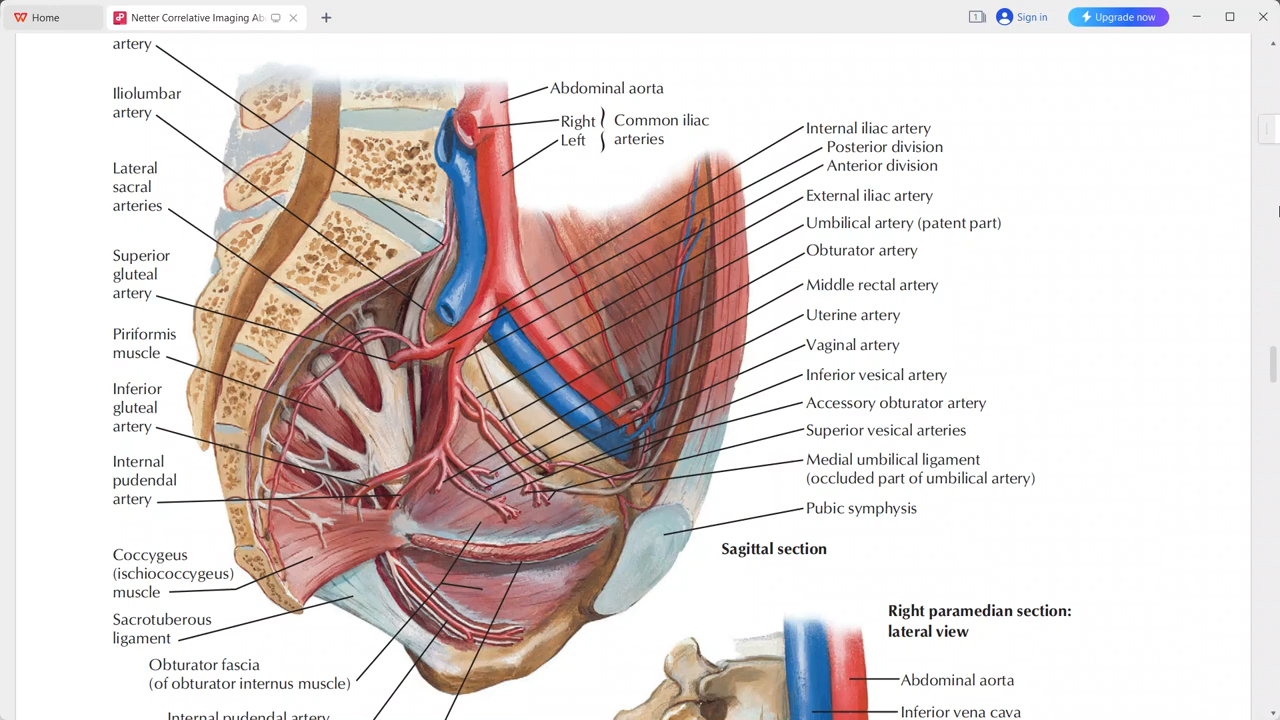 Home
Netter Correlative Imaging Ab
1
Sign in
Upgrade now
artery
Iliolumbar
artery
Lateral
sacral
arteries
Superior
gluteal
artery
Piriformis
muscle
Inferior
gluteal
artery
Internal
pudendal
artery
Coccygeus
(ischiococcygeus)
muscle
Sacrotuberous
ligament
Obturator fascia
(of obturator internus muscle)
Internal pudendal artery
Abdominal aorta
Right
Left
Common iliac
arteries
Internal iliac artery
Posterior division
Anterior division
External iliac artery
Umbilical artery (patent part)
Obturator artery
Middle rectal artery
Uterine artery
Vaginal artery
Inferior vesical artery
Accessory obturator artery
Superior vesical arteries
Medial umbilical ligament
(occluded part of umbilical artery)
Pubic symphysis
Sagittal section
Right paramedian section:
lateral view
Abdominal aorta
Inferior vena cava